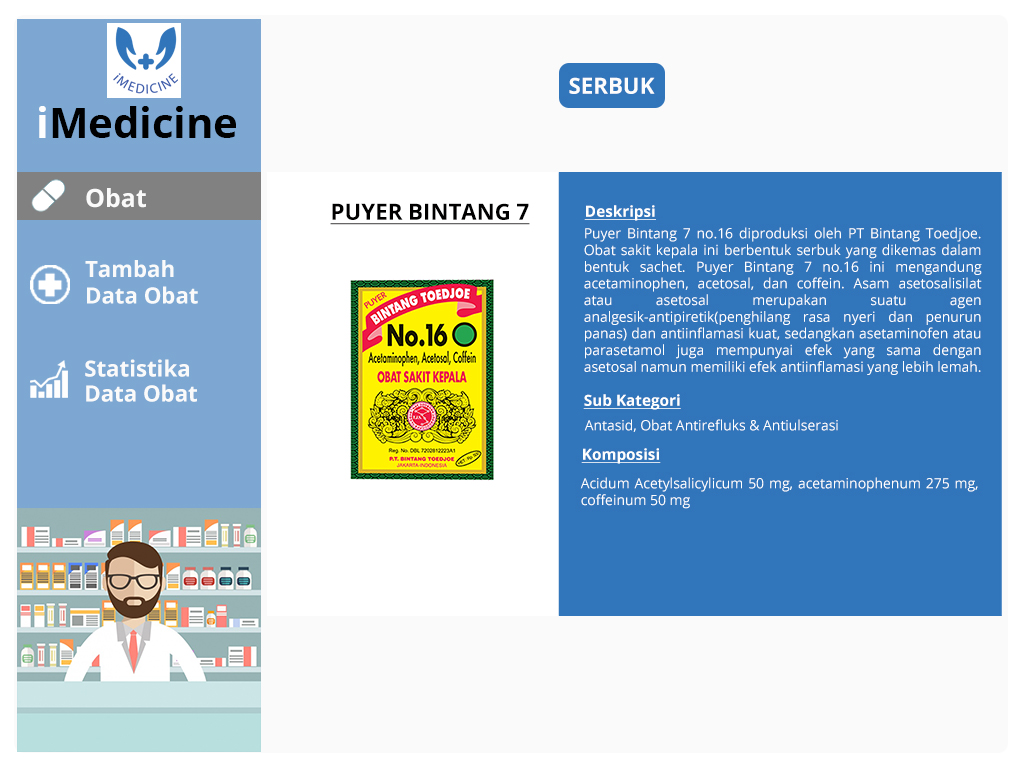 iMEDICINE
iMedicine
SERBUK
Obat
Tambah
Data Obat
Statistika
Data Obat
PUYER BINTANG 7
PUYER
BINTANG TOEDJOE
No.16
Acetaminophen, Acetosal, Coffein
OBAT SAKIT KEPALA
Reg. No. DBL 7202812223A1
P.T. BINTANG TOEDJOE
JAKARTA-INDONESIA
Deskripsi
Puyer Bintang 7 no.16 diproduksi oleh PT Bintang Toedjoe.
Obat sakit kepala ini berbentuk serbuk yang dikemas dalam
bentuk sachet. Puyer Bintang 7 no.16 ini mengandung
acetaminophen, acetosal, dan coffein. Asam asetosalisilat
atau asetosal merupakan suatu agen
analgesik-antipiretik(penghilang rasa nyeri dan penurun
panas) dan antiinflamasi kuat, sedangkan asetaminofen atau
parasetamol juga mempunyai efek yang sama dengan
asetosal namun memiliki efek antiinflamasi yang lebih lemah.
Sub Kategori
Antasid, Obat Antirefluks & Antiulserasi
Komposisi
Acidum Acetylsalicylicum 50 mg, acetaminophenum 275 mg,
coffeinum 50 mg